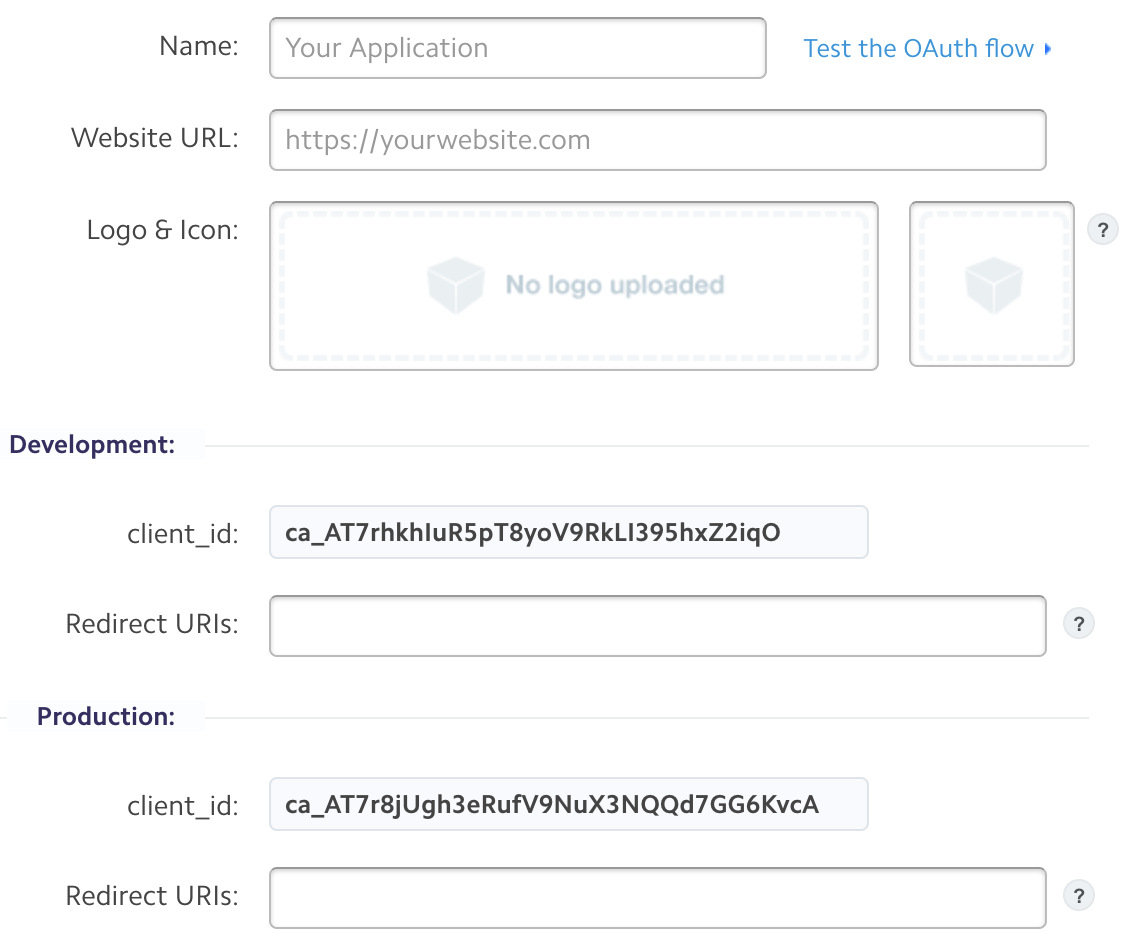 Name: Your Application Test the OAuth flow
Website URL: https://yourwebsite.com
Logo & Icon: No logo uploaded ?
Development:
client_id: ca_AT7rhkhIuR5pT8yoV9RkLI395hxZ2iqO
Redirect URIs: ?
Production:
client_id: ca_AT7r8jUgh3eRufV9NuX3NQQd7GG6KvcA
Redirect URIs: ?